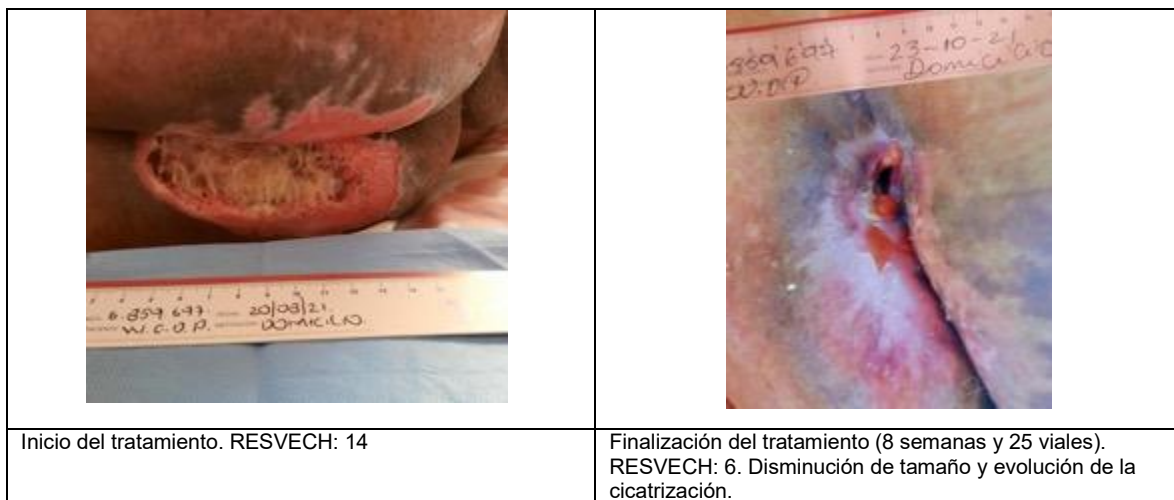 6.859.697 20/08/21
W.C.O.P. DOMICILIO.
23-10-21
Inicio del tratamiento. RESVECH: 14
Finalización del tratamiento (8 semanas y 25 viales).
RESVECH: 6. Disminución de tamaño y evolución de la
cicatrización.